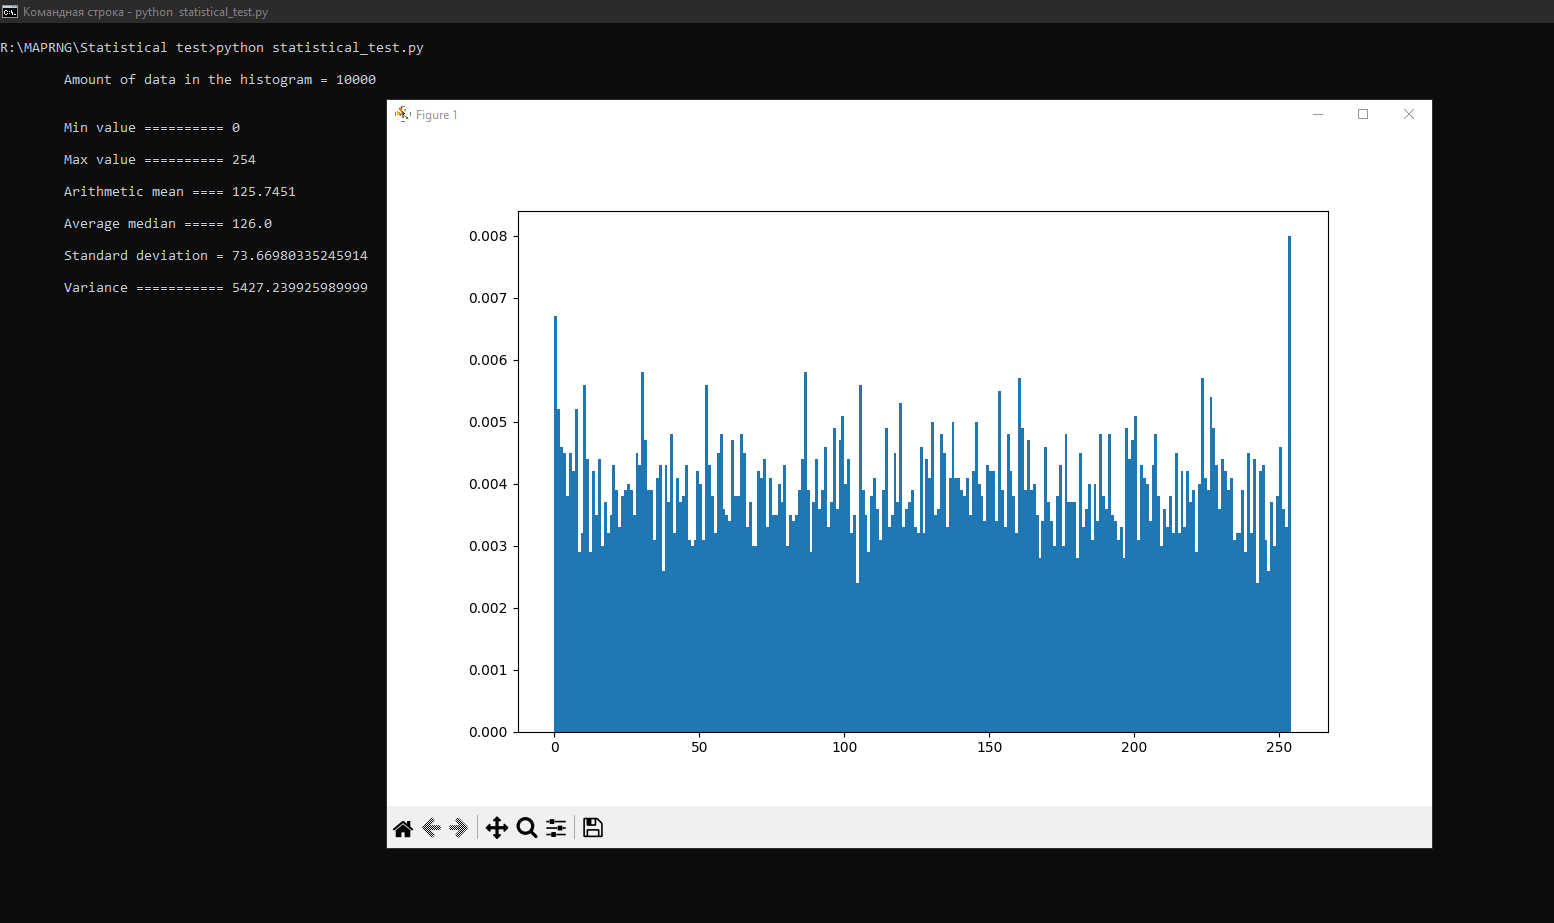 Командная строка - python statistical_test.py
R:\MAPRNG\Statistical test>python statistical_test.py
Amount of data in the histogram = 10000
Min value ========== 0
Max value ========== 254
Arithmetic mean ==== 125.7451
Average median ===== 126.0
Standard deviation = 73.66980335245914
Variance =========== 5427.239925989999
Figure 1
0.008
0.007
0.006
0.005
0.004
0.003
0.002
0.001
0.000
0 50 100 150 200 250